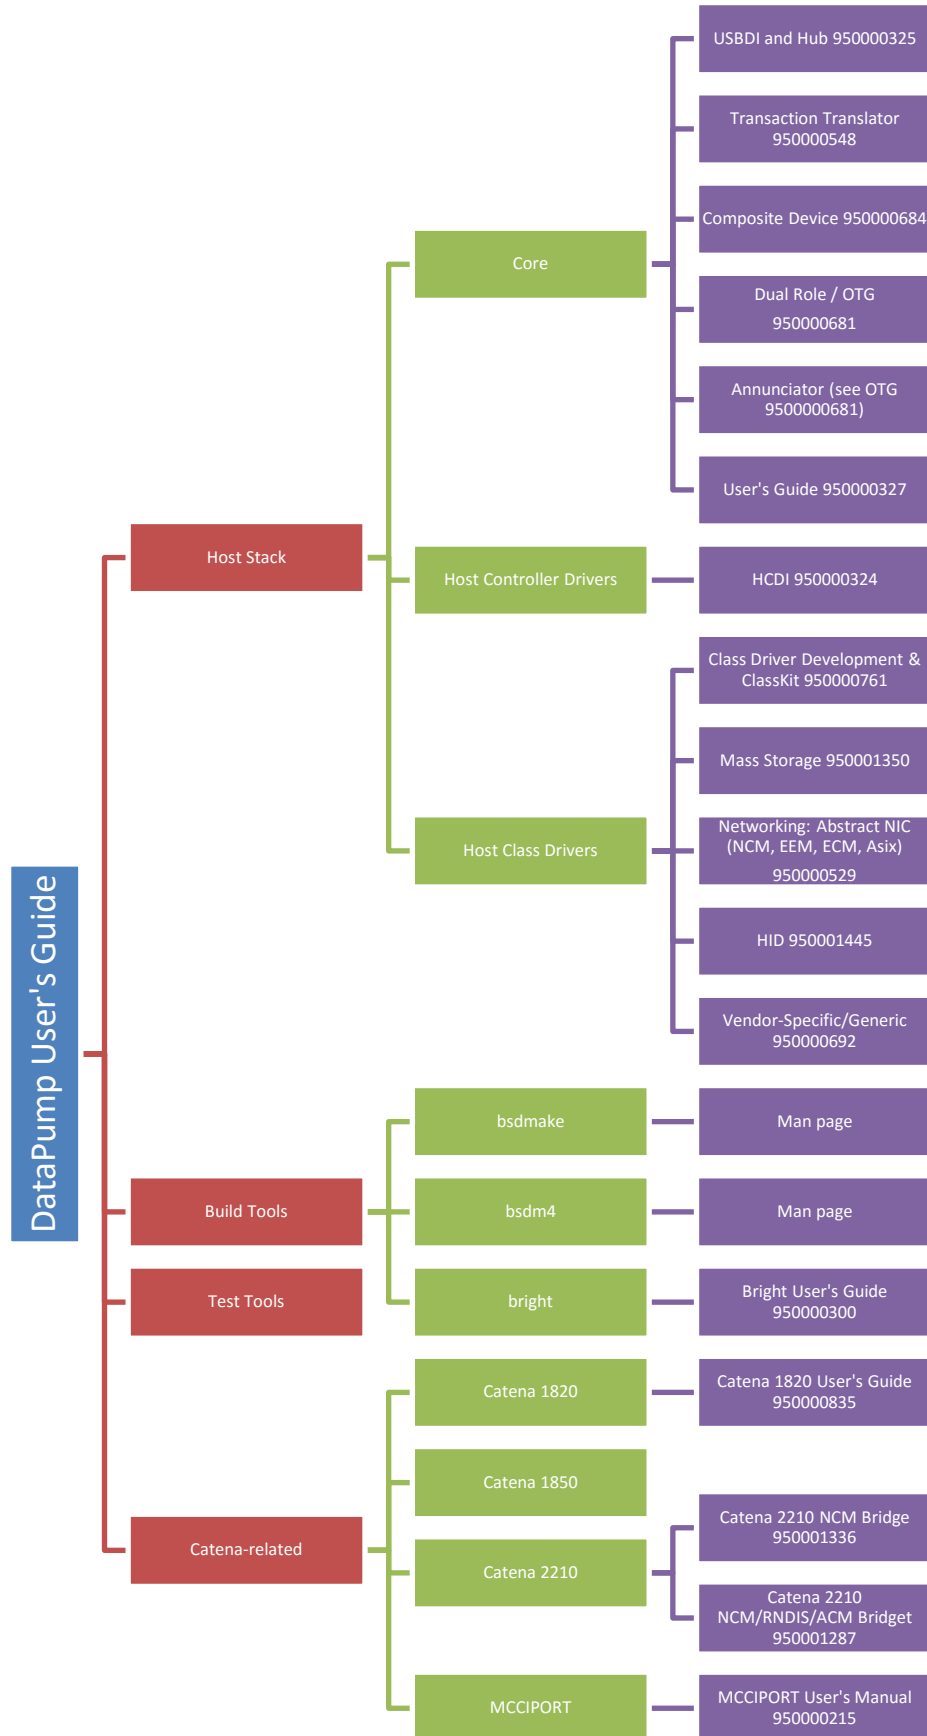 DataPump User's Guide
Host Stack
Core
USBDI and Hub 950000325
Transaction Translator
950000548
Composite Device 950000684
Dual Role / OTG
950000681
Annunciator (see OTG
9500000681)
User's Guide 950000327
Host Controller Drivers
HCDI 950000324
Host Class Drivers
Class Driver Development &
ClassKit 950000761
Mass Storage 950001350
Networking: Abstract NIC
(NCM, EEM, ECM, Asix)
950000529
HID 950001445
Vendor-Specific/Generic
950000692
Build Tools
bsdmake
Man page
bsdm4
Man page
bright
Bright User's Guide
950000300
Test Tools
Catena-related
Catena 1820
Catena 1820 User's Guide
950000835
Catena 1850
Catena 2210
Catena 2210 NCM Bridge
950001336
Catena 2210
NCM/RNDIS/ACM Bridget
950001287
MCCIPORT
MCCIPORT User's Manual
950000215